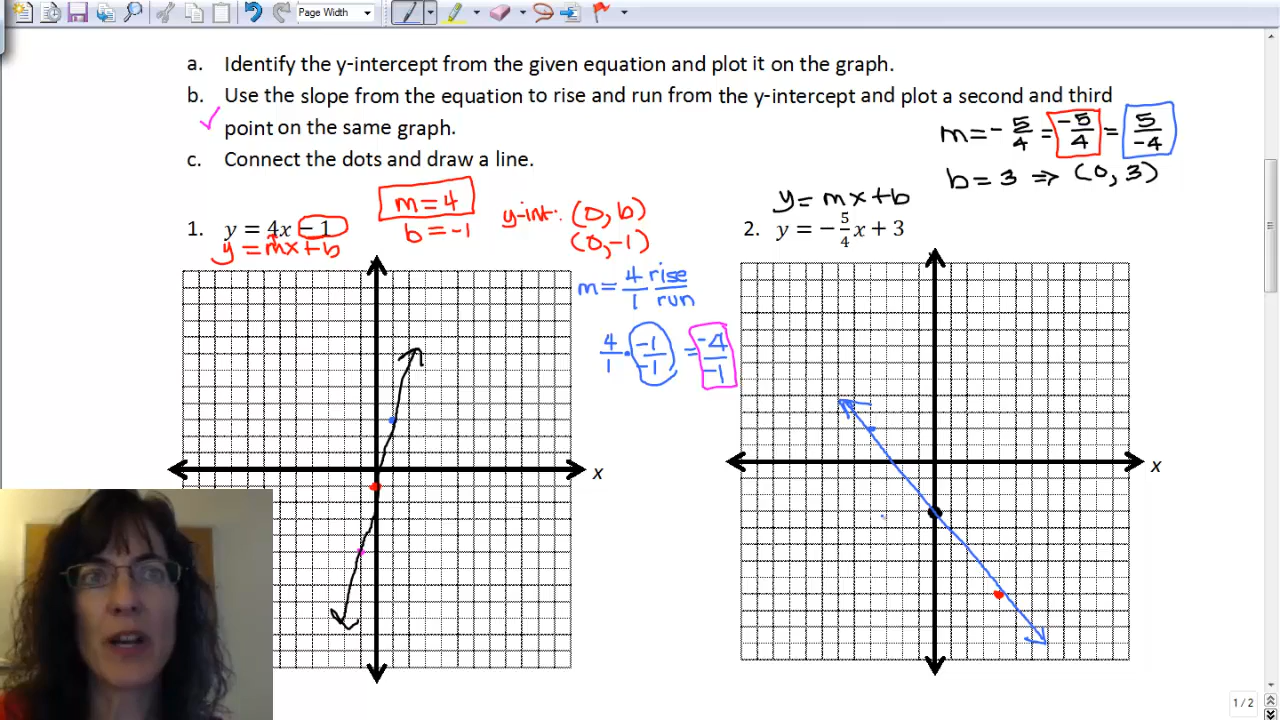 Page Width
a. Identify the y-intercept from the given equation and plot it on the graph.
b. Use the slope from the equation to rise and run from the y-intercept and plot a second and third
point on the same graph.
c. Connect the dots and draw a line.
m = - 5/4 = -5/4 = 5/-4
b = 3 ⇒ (0, 3)
m = 4
b = -1
y-int: (0, b)
(0, -1)
1. y = 4x - 1
y = mx + b
m = 4/1 rise/run
4/1 · -1/-1 = -4/-1
y = mx + b
2. y = -5/4 x + 3
x
x
1 / 2